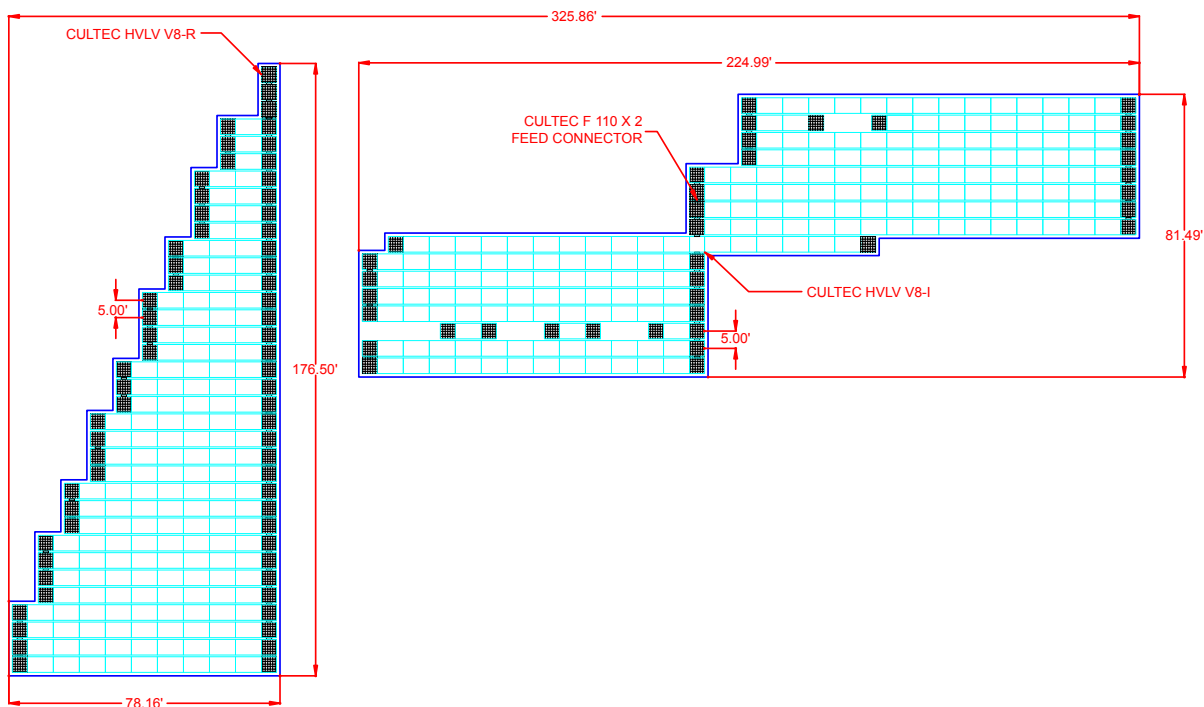 325.86'
CULTEC HVLV V8-R
224.99'
CULTEC F 110 X 2
FEED CONNECTOR
81.49'
CULTEC HVLV V8-I
5.00'
5.00'
176.50'
78.16'